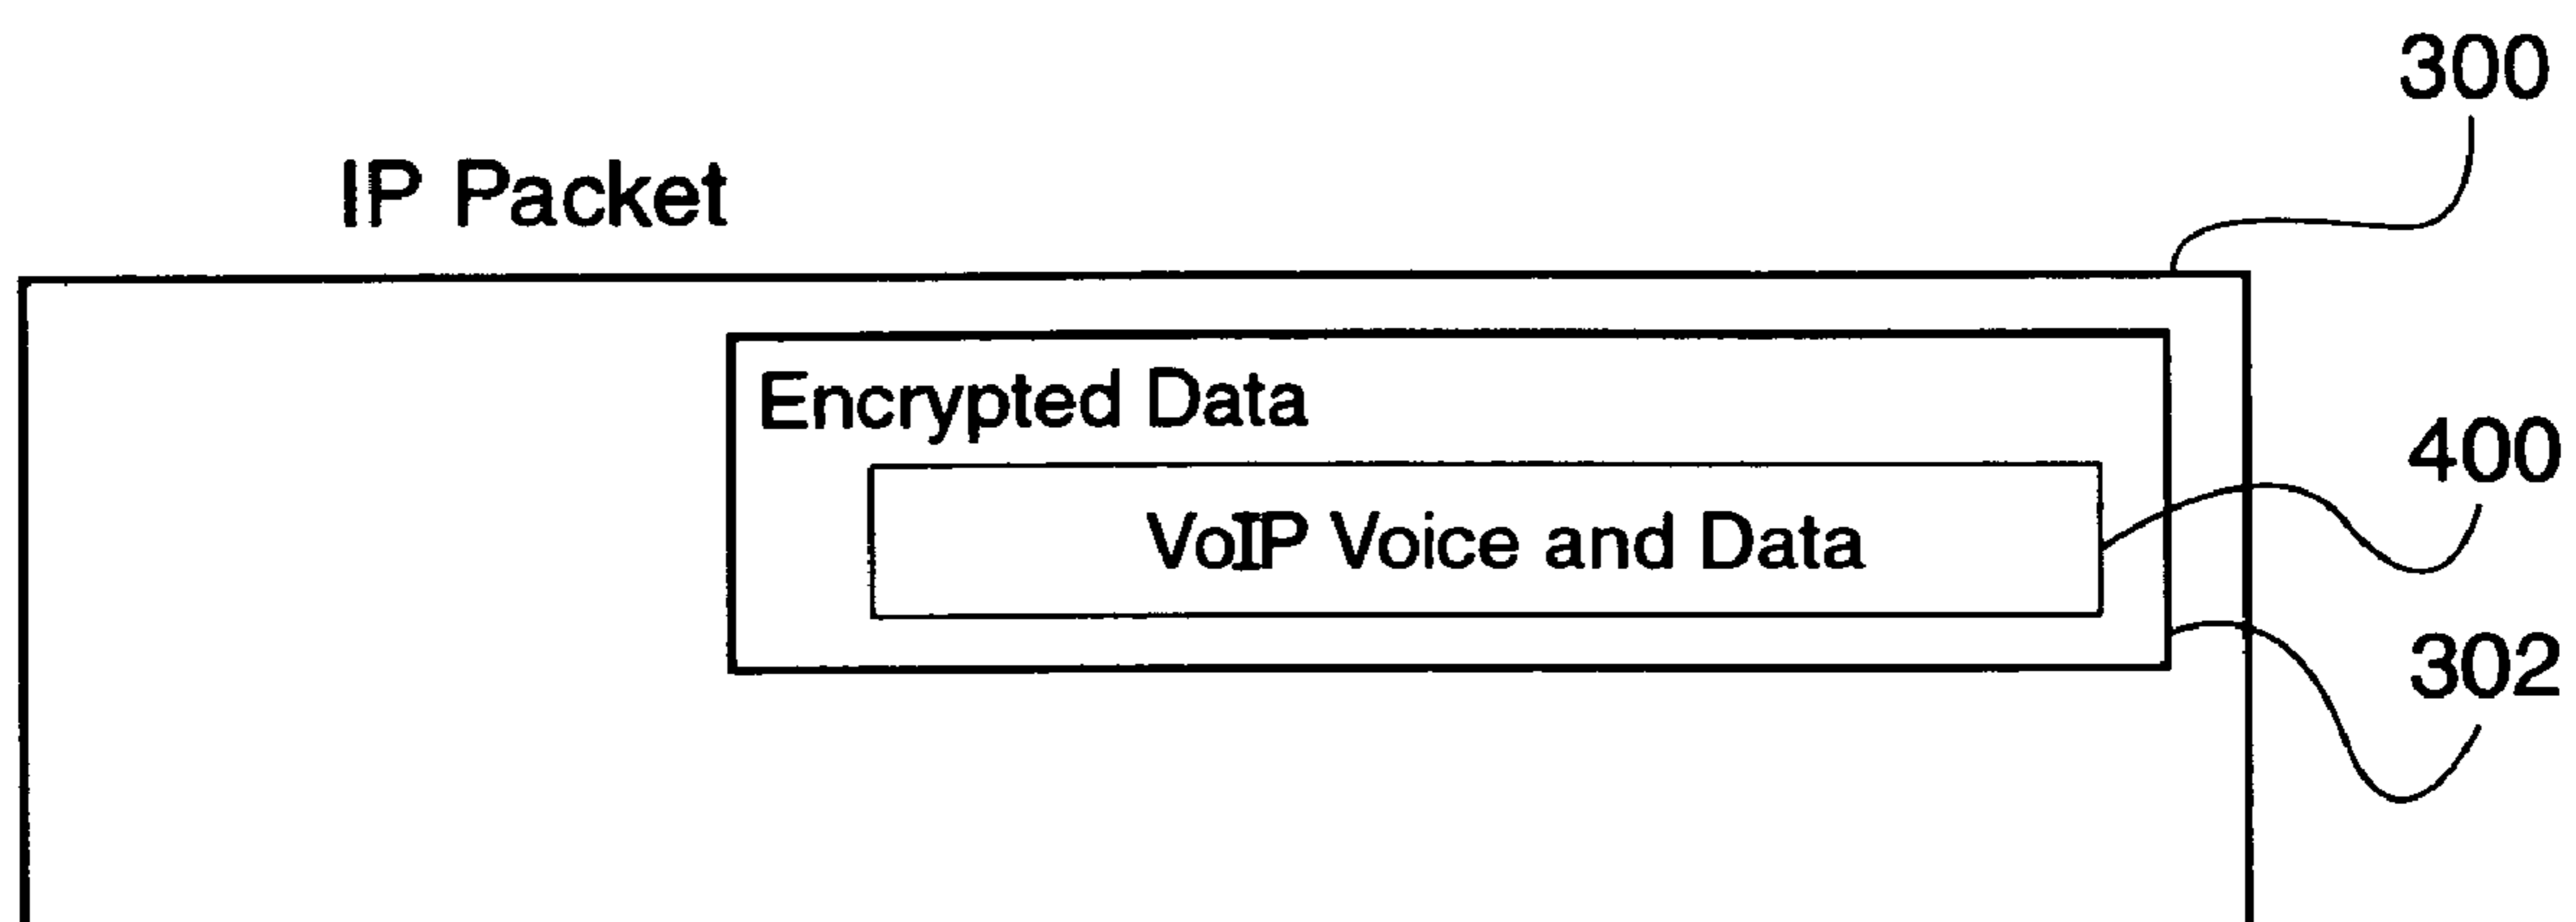 300
IP Packet
Encrypted Data
400
VoIP Voice and Data
302